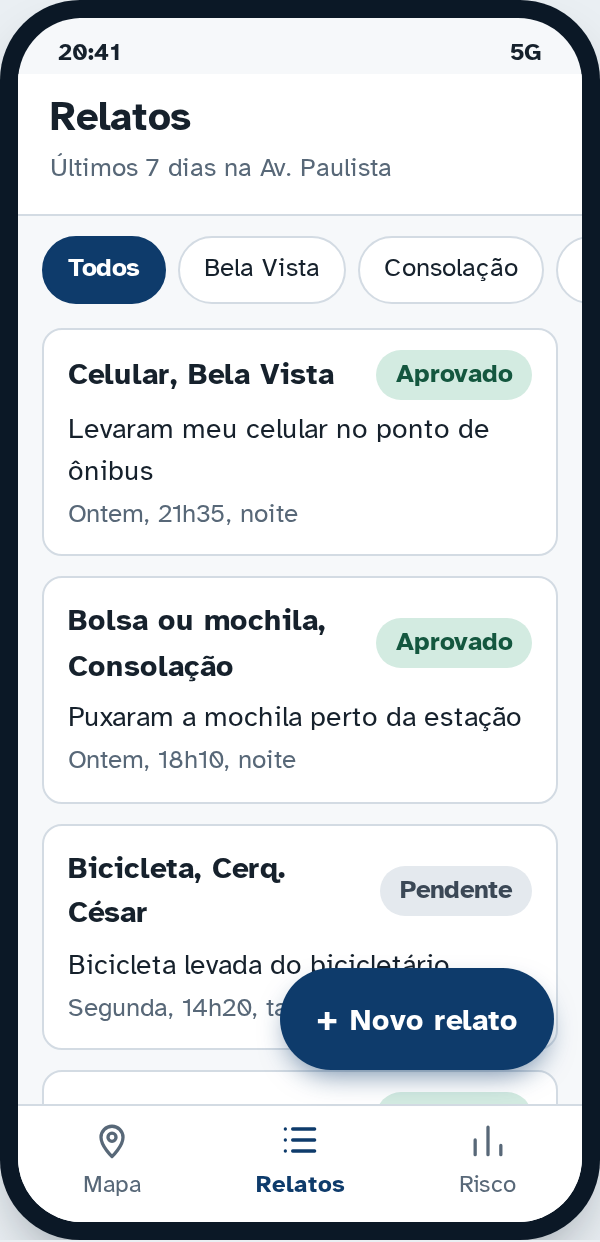 20:41
5G
Relatos
Últimos 7 dias na Av. Paulista
Todos
Bela Vista
Consolação
Celular, Bela Vista
Aprovado
Levaram meu celular no ponto de
ônibus
Ontem, 21h35, noite
Bolsa ou mochila,
Consolação
Aprovado
Puxaram a mochila perto da estação
Ontem, 18h10, noite
Bicicleta, Cerq.
César
Pendente
Bicicleta levada do bicicletário
Segunda, 14h20,
+ Novo relato
Mapa
Relatos
Risco